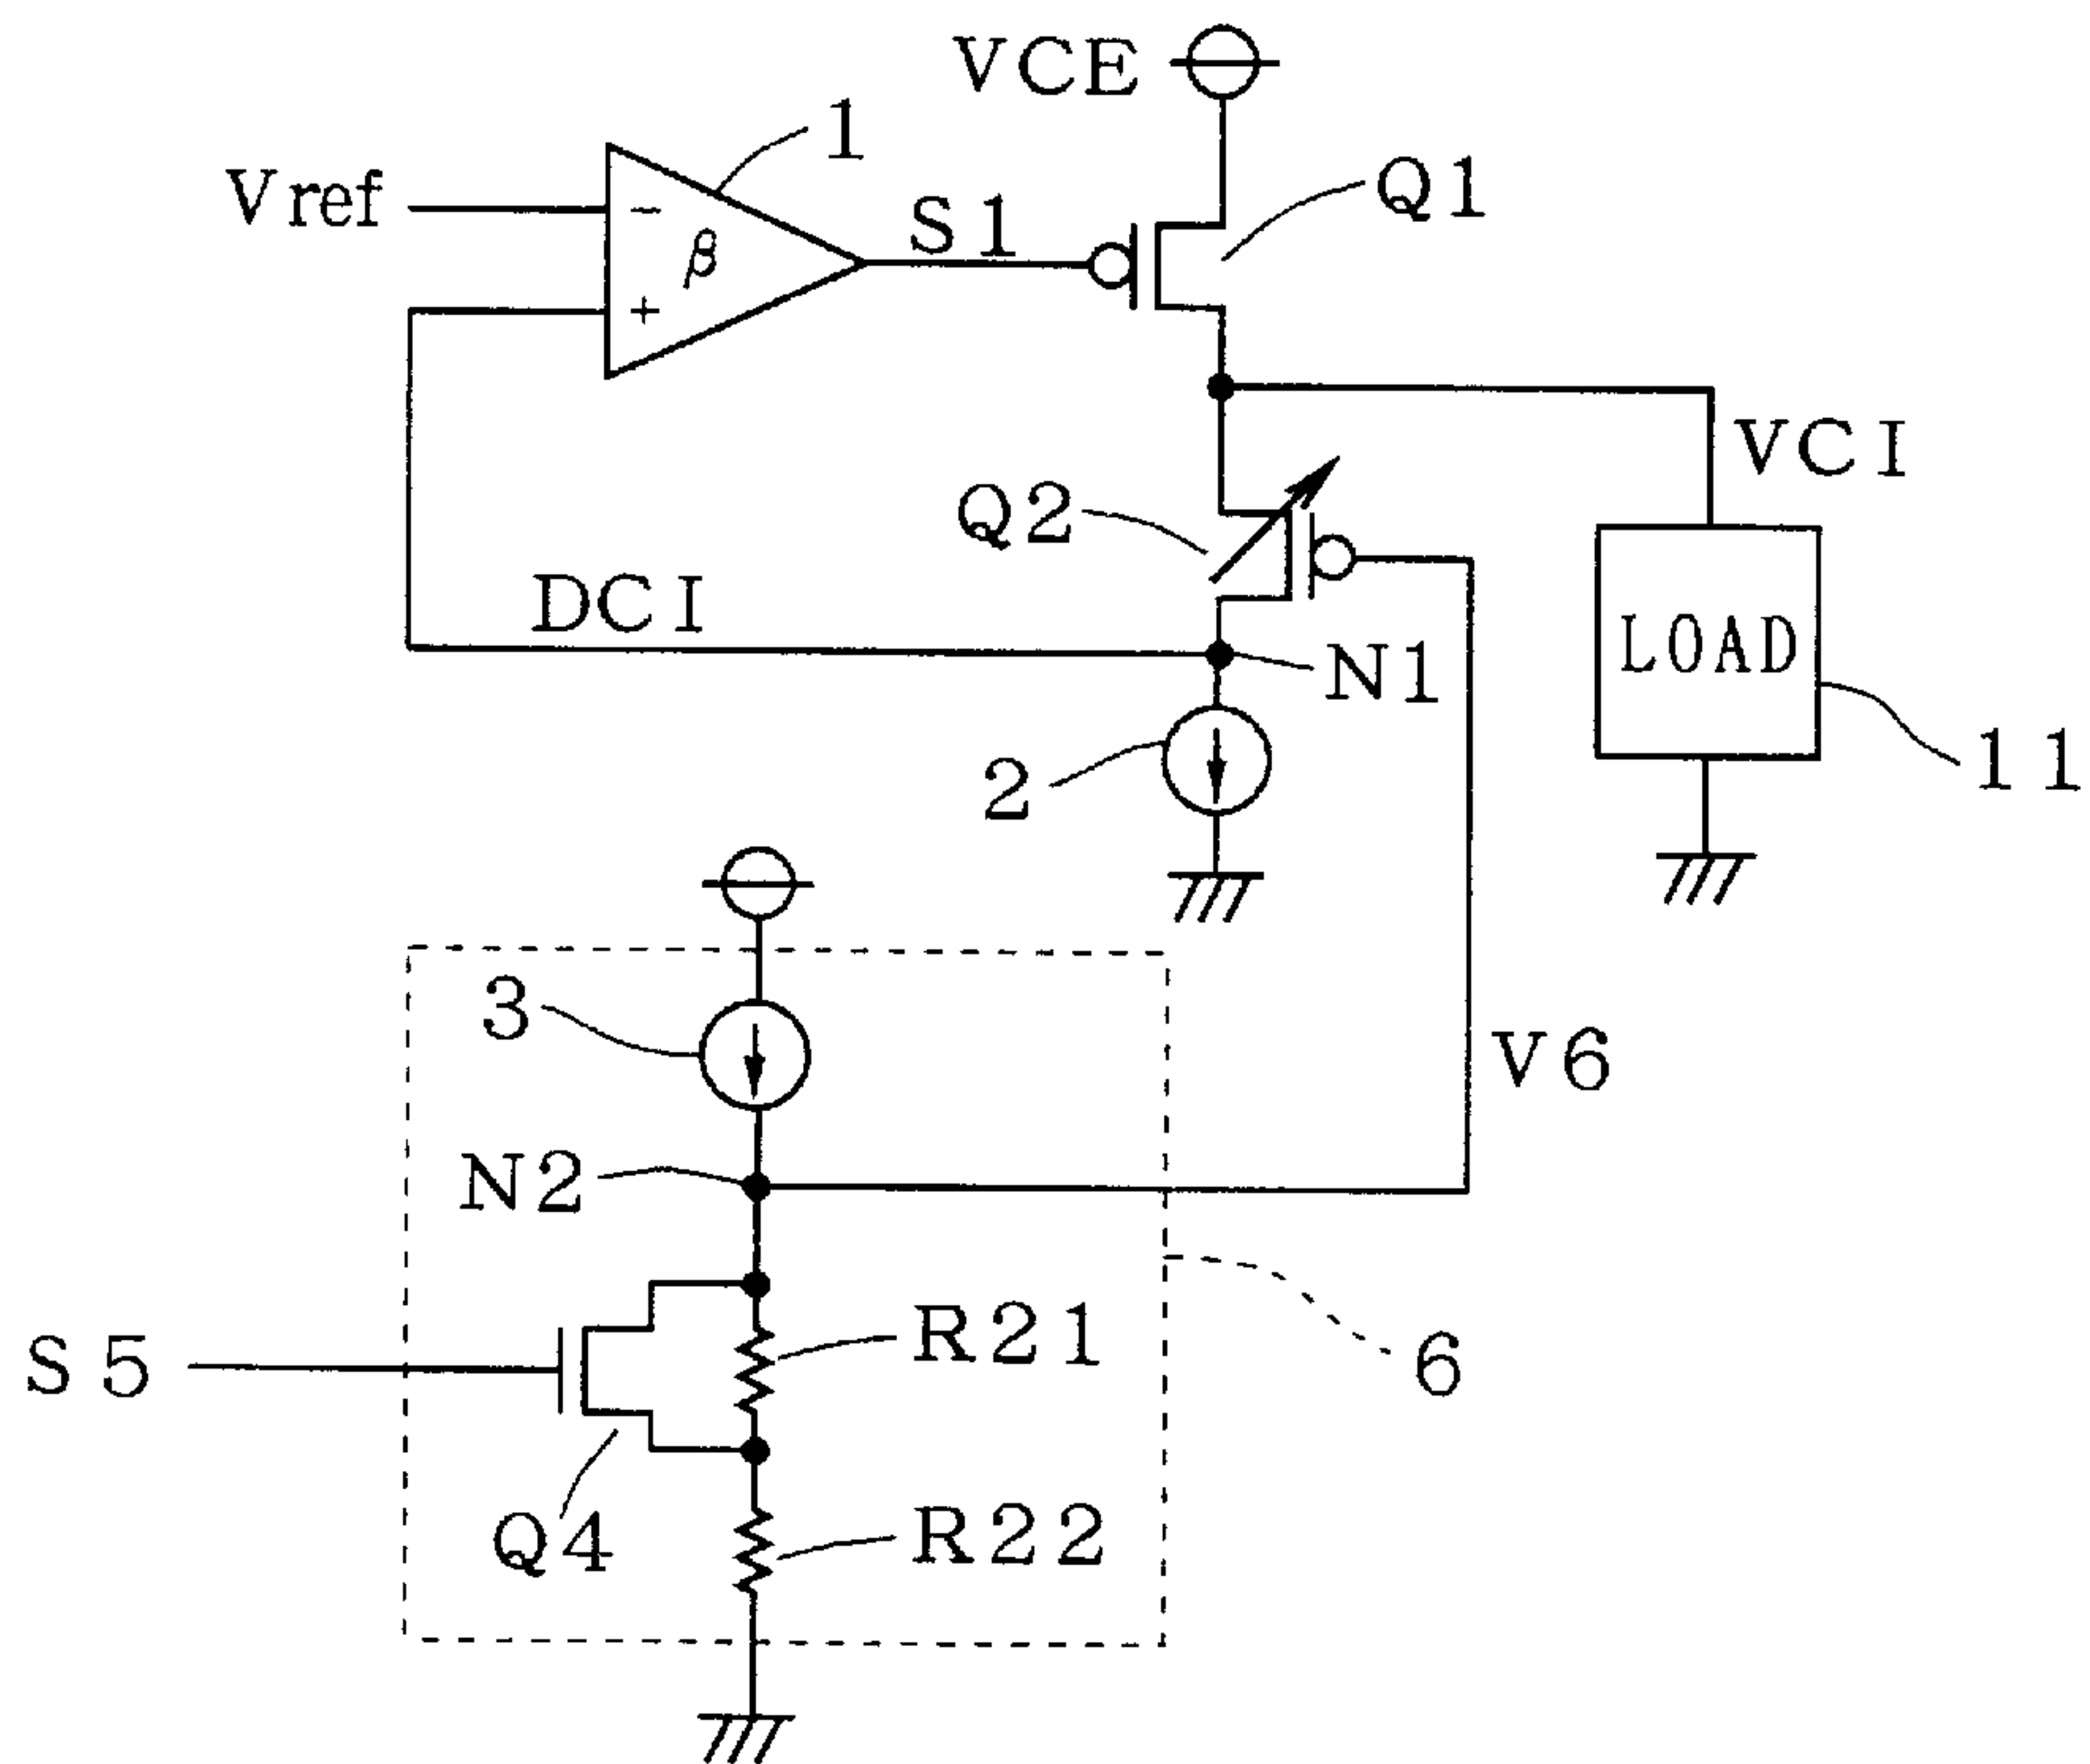 VCE
1
Vref
Q1
S1
-
β
+
VCI
Q2
DCI
LOAD
N1
2
11
3
V6
N2
R21
S5
6
Q4
R22